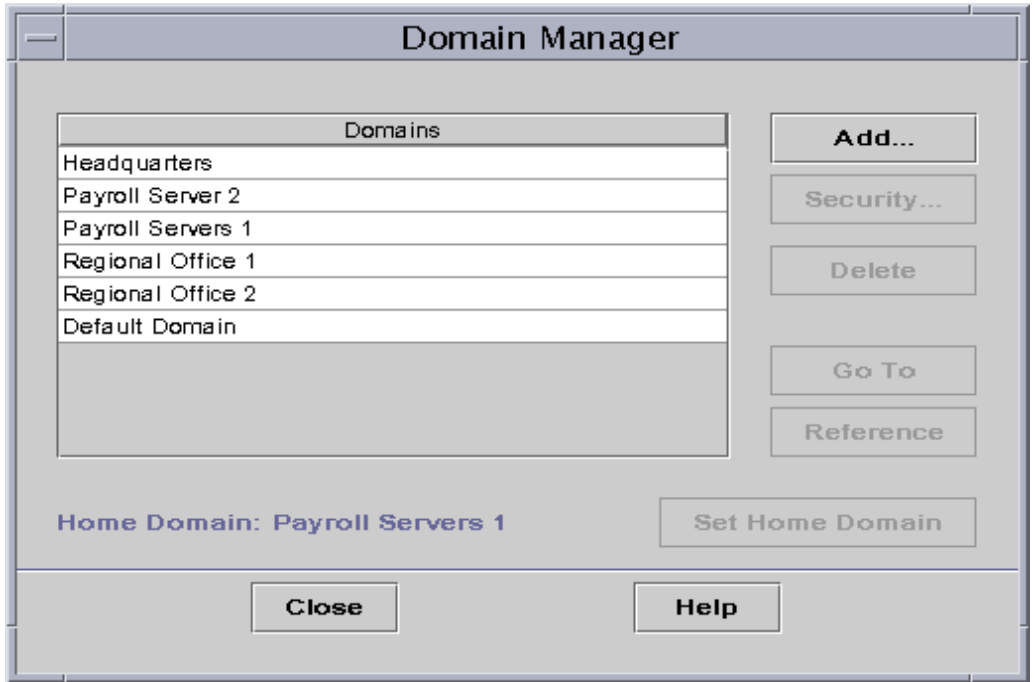 Domain Manager
Domains
Headquarters
Payroll Server 2
Payroll Servers 1
Regional Office 1
Regional Office 2
Default Domain
Add...
Security...
Delete
Go To
Reference
Home Domain: Payroll Servers 1
Set Home Domain
Close
Help